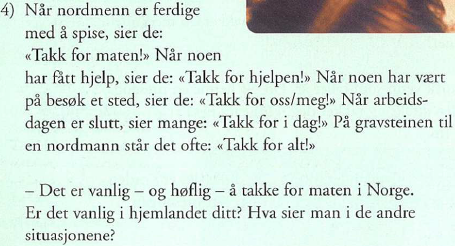 4) Når nordmenn er ferdige
med å spise, sier de:
«Takk for maten!» Når noen
har fått hjelp, sier de: «Takk for hjelpen!» Når noen har vært
på besøk et sted, sier de: «Takk for oss/meg!» Når arbeids-
dagen er slutt, sier mange: «Takk for i dag!» På gravsteinen til
en nordmann står det ofte: «Takk for alt!»
– Det er vanlig – og høflig – å takke for maten i Norge.
Er det vanlig i hjemlandet ditt? Hva sier man i de andre
situasjonene?